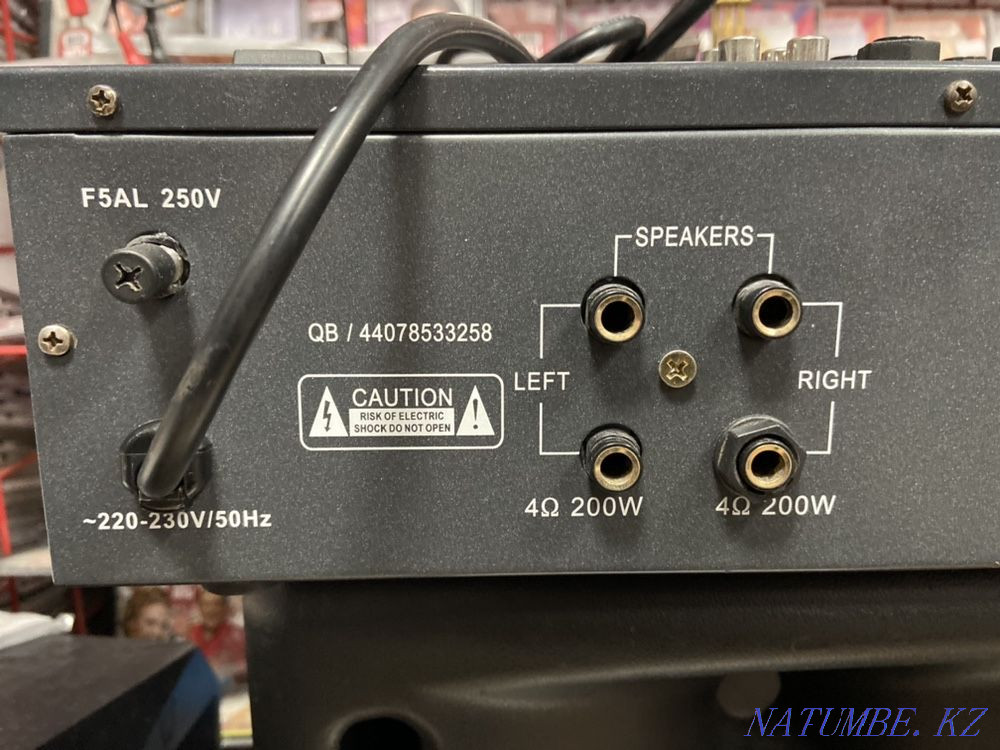 F5AL 250V
SPEAKERS
QB / 44078533258
LEFT
RIGHT
CAUTION
RISK OF ELECTRIC
SHOCK DO NOT OPEN
4Ω 200W
4Ω 200W
~220-230V/50Hz
NATUMBE. KZ